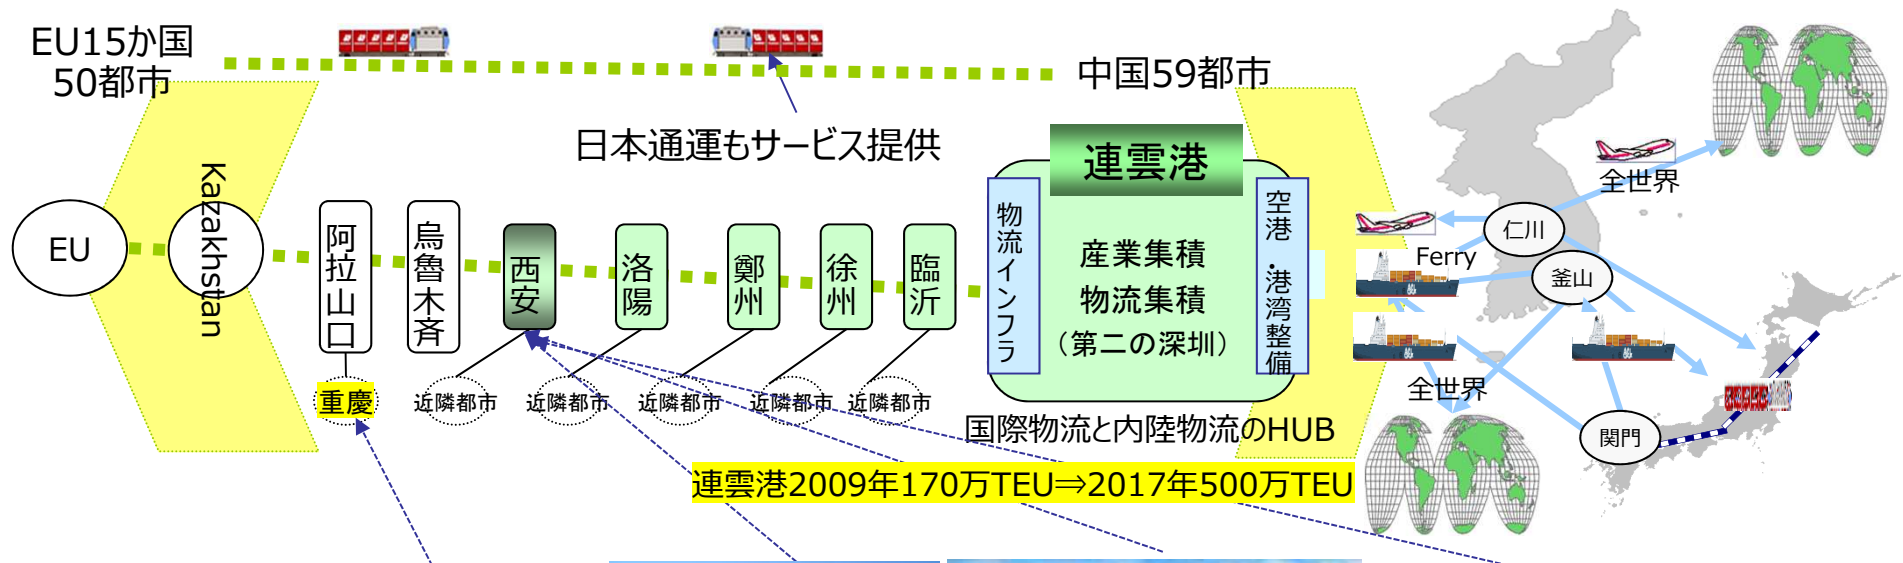 EU15か国
50都市
中国59都市
日本通運もサービス提供
連雲港
全世界
EU
Kazakhstan
阿拉山口
烏魯木斉
西安
洛陽
鄭州
徐州
臨沂
物流インフラ
産業集積
物流集積
（第二の深圳）
空港・港湾整備
仁川
Ferry
釜山
重慶
近隣都市
近隣都市
近隣都市
近隣都市
近隣都市
全世界
国際物流と内陸物流のHUB
関門
連雲港2009年170万TEU⇒2017年500万TEU